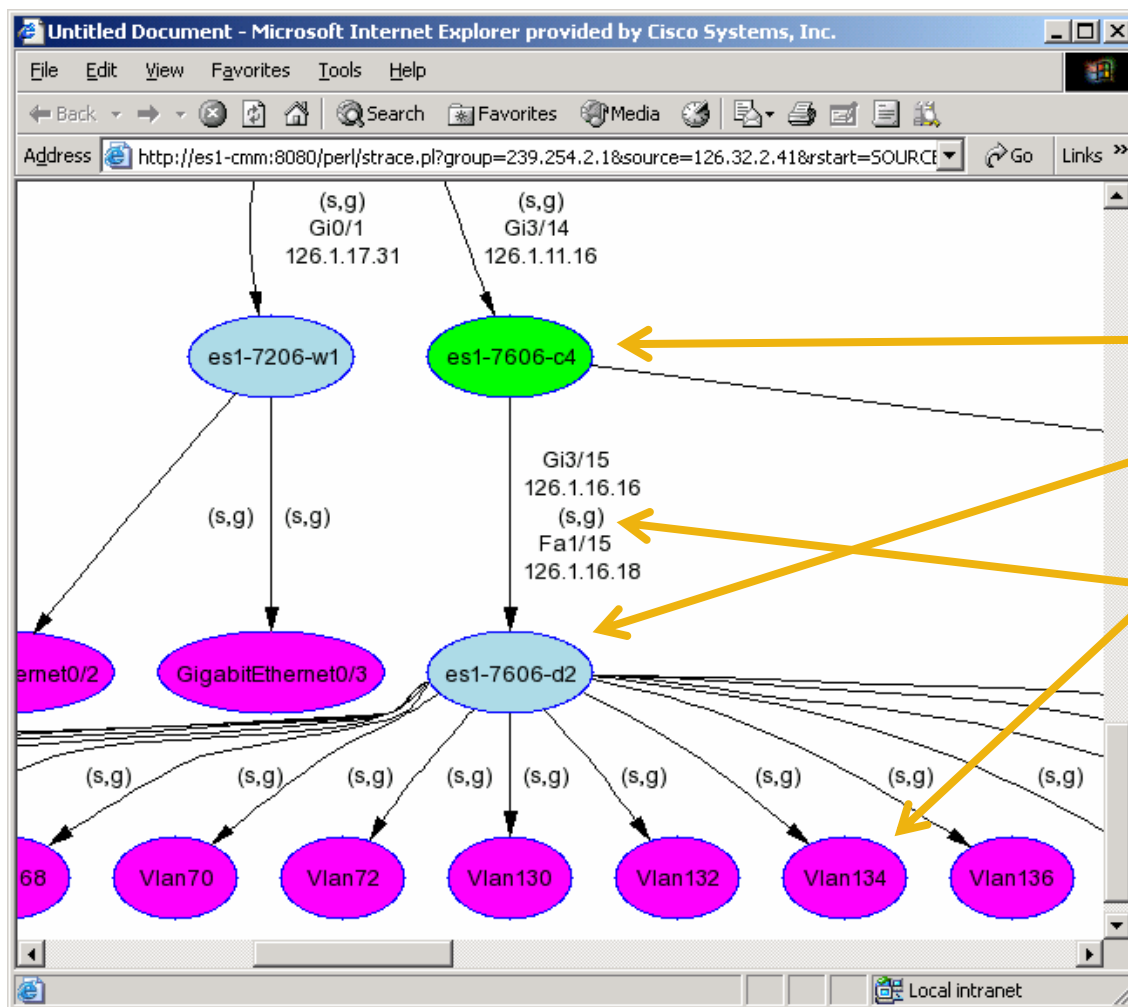 Untitled Document - Microsoft Internet Explorer provided by Cisco Systems, Inc.
File Edit View Favorites Tools Help
Back Search Favorites Media
Address http://es1-cmm:8080/perl/strace.pl?group=239.254.2.1&source=126.32.2.41&rstart=SOURCE Go Links »
(s,g)
Gi0/1
126.1.17.31
(s,g)
Gi3/14
126.1.11.16
es1-7206-w1
es1-7606-c4
Gi3/15
126.1.16.16
(s,g)
Fa1/15
126.1.16.18
(s,g) (s,g)
ernet0/2
GigabitEthernet0/3
es1-7606-d2
(s,g) (s,g) (s,g) (s,g) (s,g) (s,g) (s,g) (s,g) (s,g)
68 Vlan70 Vlan72 Vlan130 Vlan132 Vlan134 Vlan136
Local intranet